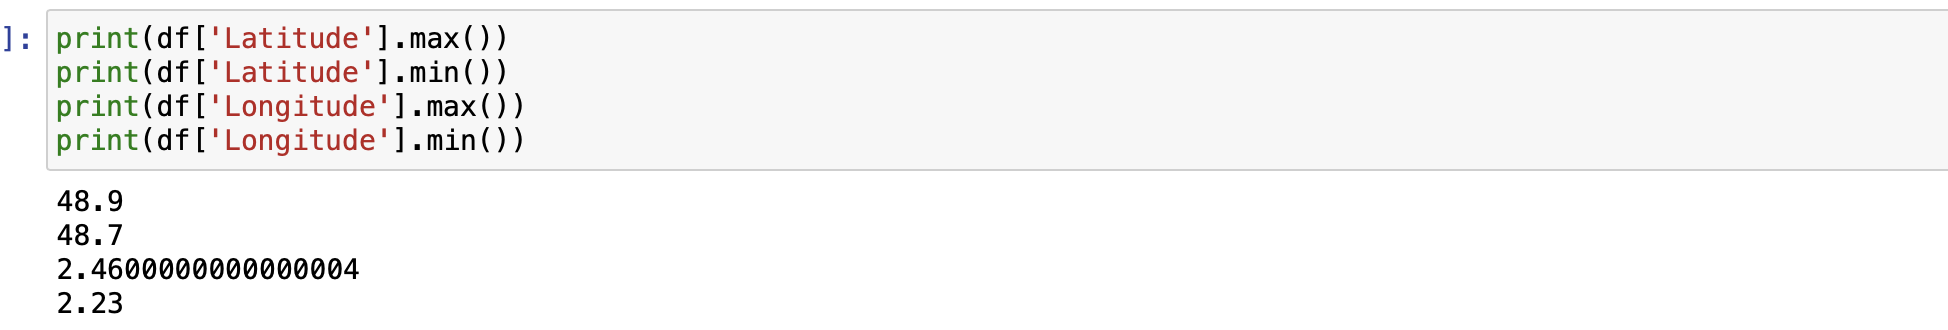 ]:
print(df['Latitude'].max())
print(df['Latitude'].min())
print(df['Longitude'].max())
print(df['Longitude'].min())
48.9
48.7
2.4600000000000004
2.23